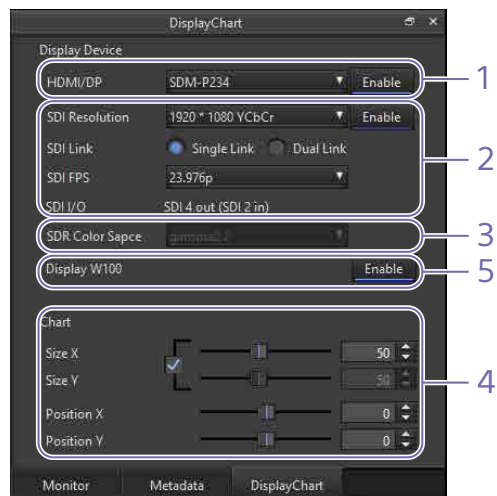 DisplayChart
Display Device
HDMI/DP SDM-P234 Enable 1
SDI Resolution 1920 * 1080 YCbCr Enable
SDI Link Single Link Dual Link 2
SDI FPS 23.976p
SDI I/O SDI 4 out (SDI 2 in)
SDR Color Sapce gamma2.2 3
Display W100 Enable 5
Chart
Size X 50
Size Y 50 4
Position X 0
Position Y 0
Monitor Metadata DisplayChart